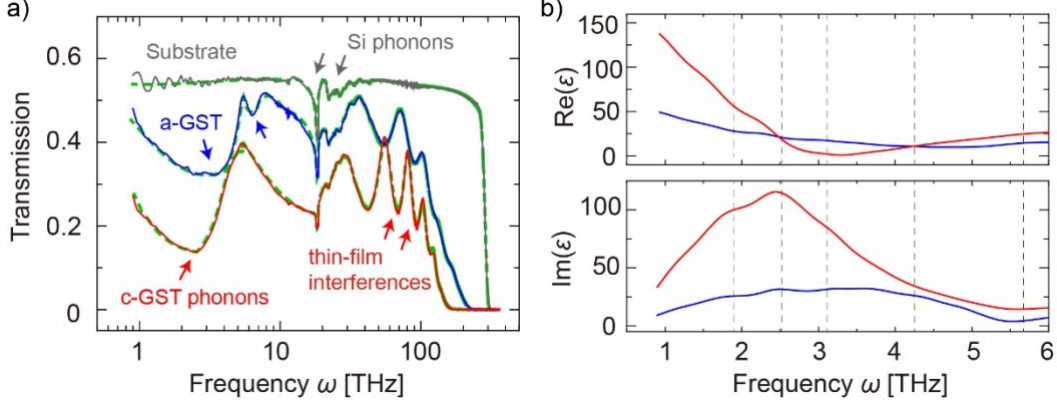 a)
0.6
0.4
0.2
0
Transmission
Substrate
Si phonons
a-GST
c-GST phonons
thin-film
interferences
1
10
100
Frequency ω [THz]
b)
150
100
50
0
Re(ε)
100
50
0
Im(ε)
1
2
3
4
5
6
Frequency ω [THz]